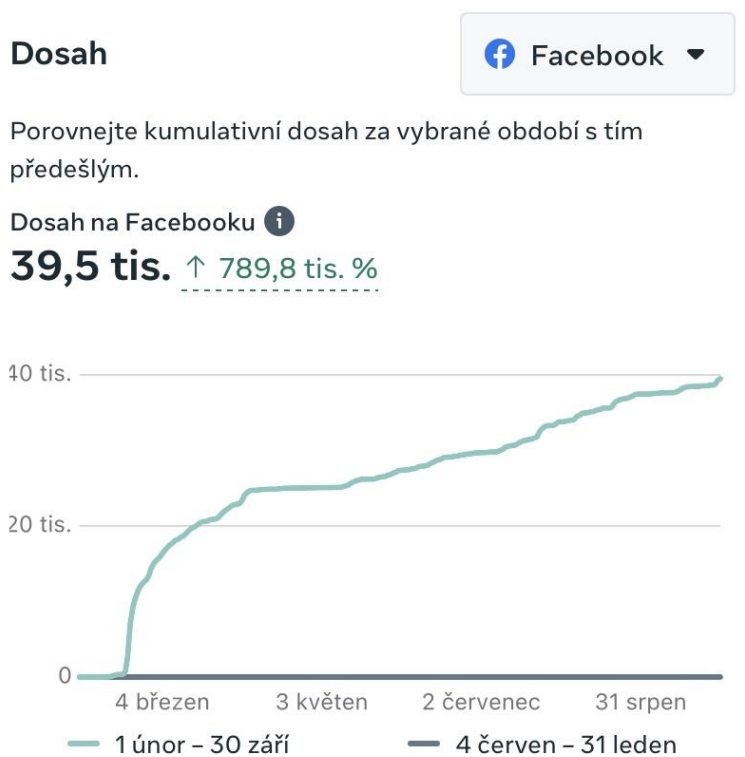 Dosah
Facebook
Porovnejte kumulativní dosah za vybrané období s tím
předešlým.
Dosah na Facebooku
39,5 tis. ↑ 789,8 tis. %
40 tis.
20 tis.
0
4 březen 3 květen 2 červenec 31 srpen
1 únor – 30 září 4 červen – 31 leden